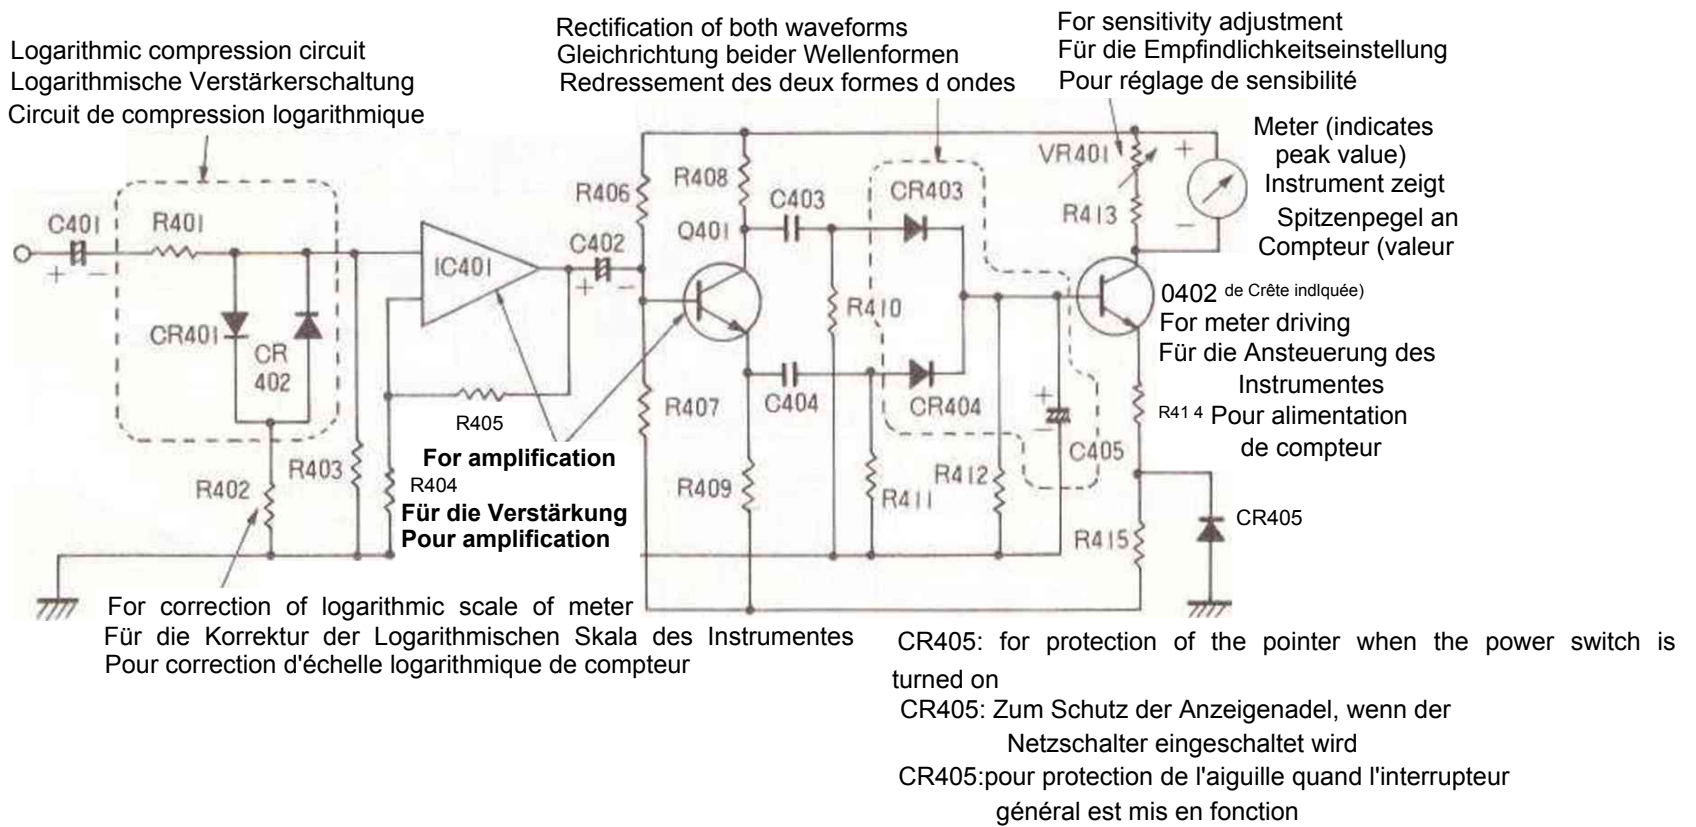 Logarithmic compression circuit
Logarithmische Verstärkerschaltung
Circuit de compression logarithmique
Rectification of both waveforms
Gleichrichtung beider Wellenformen
Redressement des deux formes d ondes
For sensitivity adjustment
Für die Empfindlichkeitseinstellung
Pour réglage de sensibilité
Meter (indicates
peak value)
Instrument zeigt
Spitzenpegel an
Compteur (valeur
VR401
+
R406
R408
C403
CR403
R413
−
C401
R401
Q401
C402
+ −
IC401
+ −
R410
0402 de Crête indlquée)
For meter driving
Für die Ansteuerung des
Instrumentes
R41 4 Pour alimentation
de compteur
CR401
CR
402
R405
R407
C404
CR404
+
−
C405
For amplification
R404
Für die Verstärkung
Pour amplification
R403
R402
R409
R411
R412
R415
CR405
For correction of logarithmic scale of meter
Für die Korrektur der Logarithmischen Skala des Instrumentes
Pour correction d'échelle logarithmique de compteur
CR405: for protection of the pointer when the power switch is
turned on
CR405: Zum Schutz der Anzeigenadel, wenn der
Netzschalter eingeschaltet wird
CR405:pour protection de l'aiguille quand l'interrupteur
général est mis en fonction